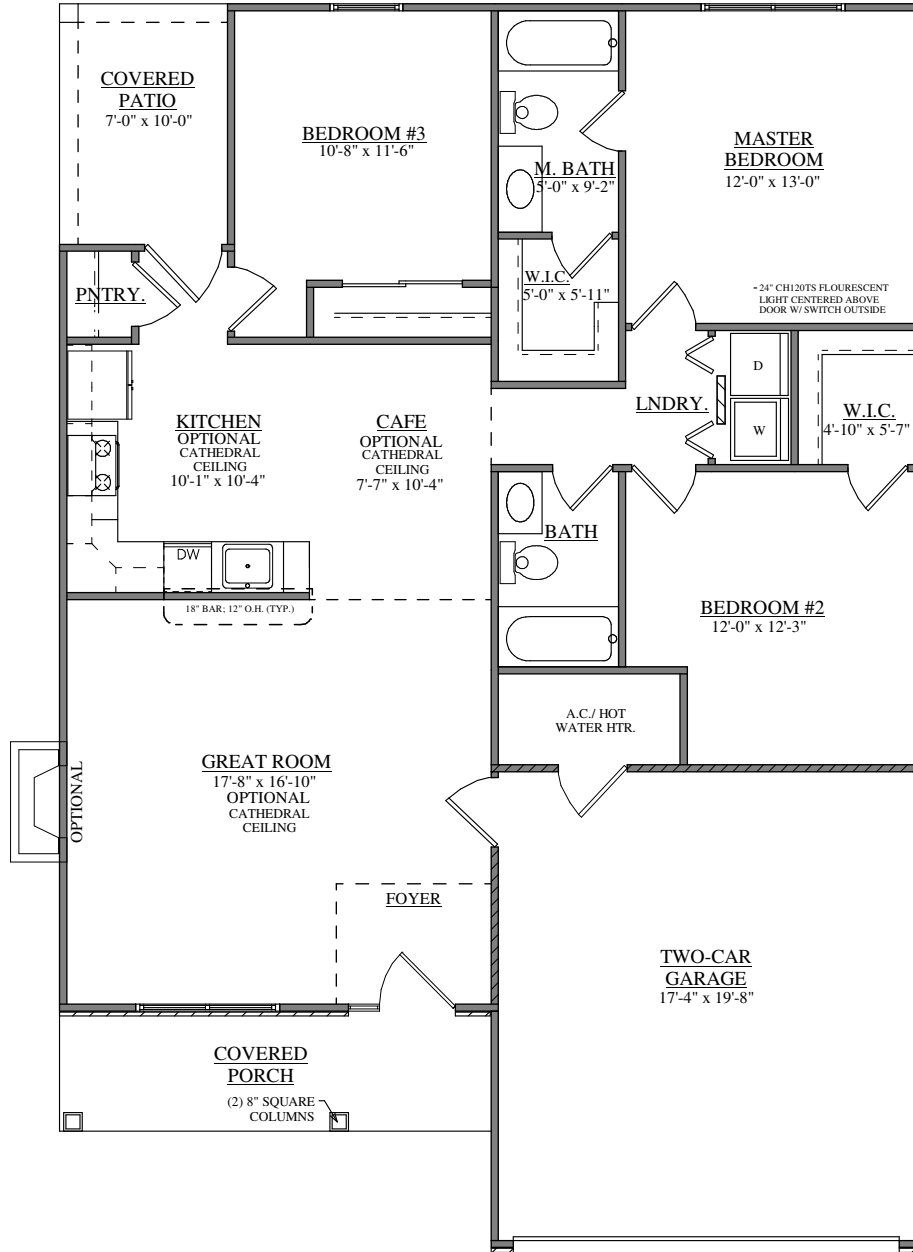 COVERED
PATIO
7'-0" x 10'-0"
BEDROOM #3
10'-8" x 11'-6"
M. BATH
5'-0" x 9'-2"
MASTER
BEDROOM
12'-0" x 13'-0"
W.I.C.
5'-0" x 5'-11"
24" CH120TS FLOURESCENT
LIGHT CENTERED ABOVE
DOOR W/ SWITCH OUTSIDE
PNTRY.
D
W
LNDRY.
W.I.C.
4'-10" x 5'-7"
KITCHEN
OPTIONAL
CATHEDRAL
CEILING
10'-1" x 10'-4"
CAFE
OPTIONAL
CATHEDRAL
CEILING
7'-7" x 10'-4"
BATH
DW
18" BAR; 12" O.H. (TYP.)
BEDROOM #2
12'-0" x 12'-3"
A.C./ HOT
WATER HTR.
GREAT ROOM
17'-8" x 16'-10"
OPTIONAL
CATHEDRAL
CEILING
OPTIONAL
FOYER
TWO-CAR
GARAGE
17'-4" x 19'-8"
COVERED
PORCH
(2) 8" SQUARE
COLUMNS